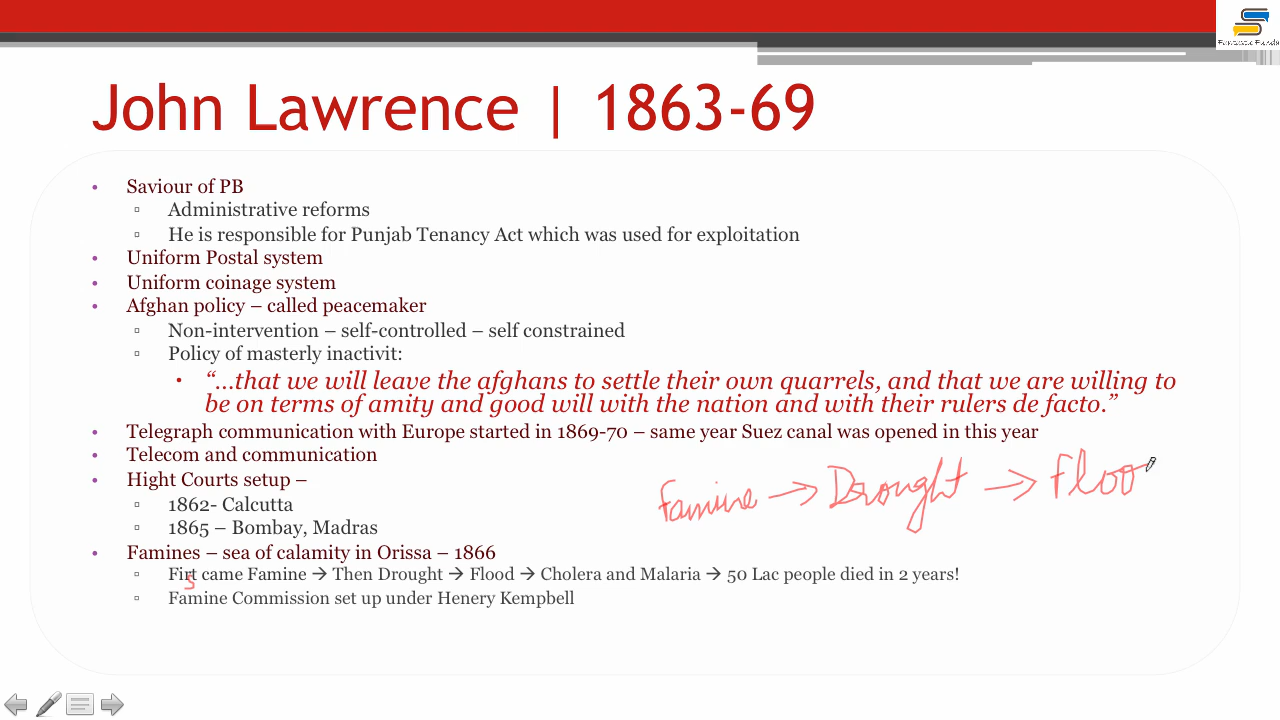 John Lawrence | 1863-69
• Saviour of PB
▫ Administrative reforms
▫ He is responsible for Punjab Tenancy Act which was used for exploitation
• Uniform Postal system
• Uniform coinage system
• Afghan policy – called peacemaker
▫ Non-intervention – self-controlled – self constrained
▫ Policy of masterly inactivit:
• “…that we will leave the afghans to settle their own quarrels, and that we are willing to
be on terms of amity and good will with the nation and with their rulers de facto.”
• Telegraph communication with Europe started in 1869-70 – same year Suez canal was opened in this year
• Telecom and communication
• Hight Courts setup –
Famine → Drought → Floo
▫ 1862- Calcutta
▫ 1865 – Bombay, Madras
• Famines – sea of calamity in Orissa – 1866
▫ Firt came Famine → Then Drought → Flood → Cholera and Malaria → 50 Lac people died in 2 years!
s
▫ Famine Commission set up under Henery Kempbell